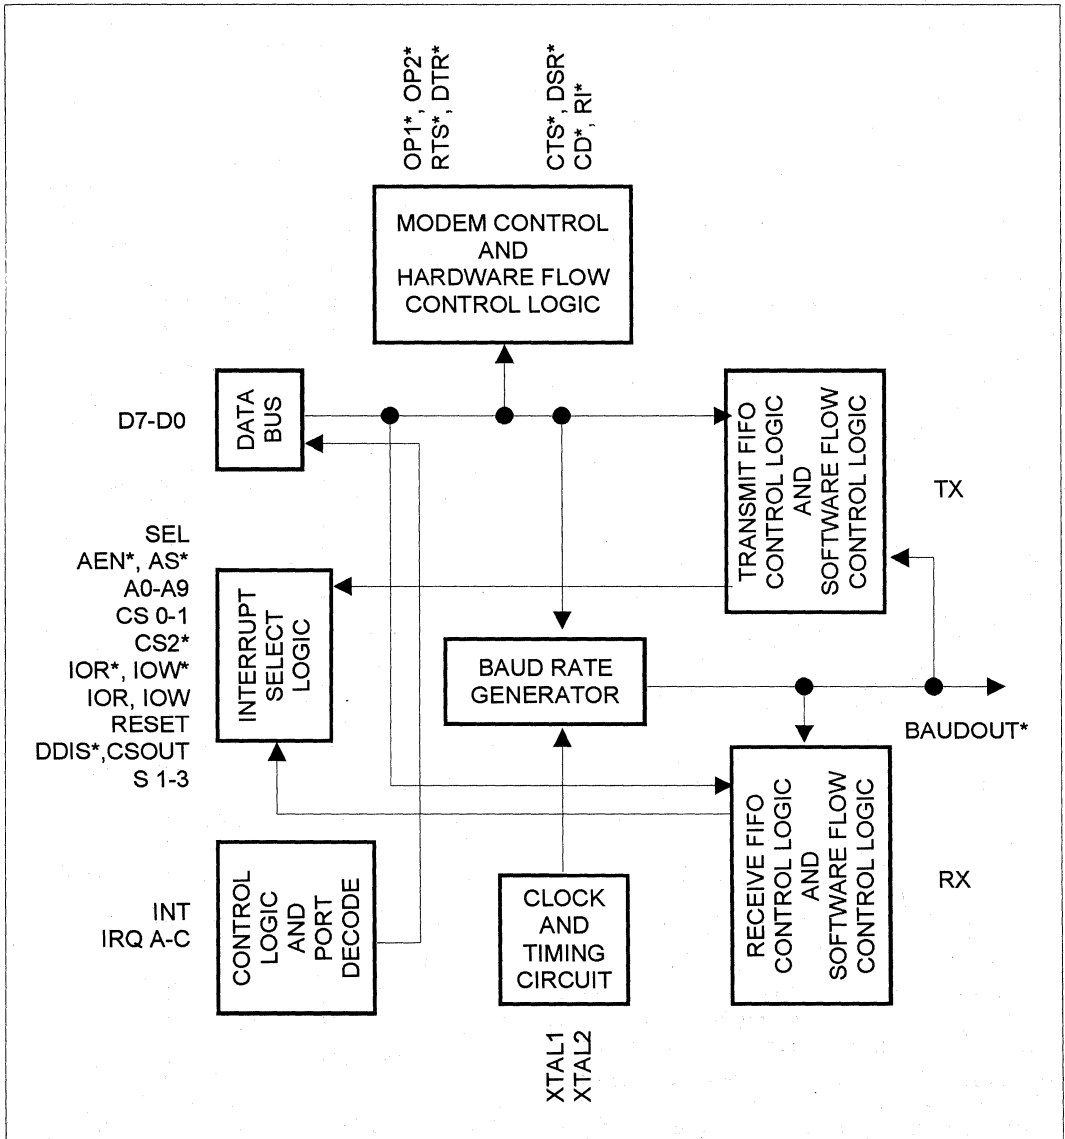 OP1*, OP2*
RTS*, DTR*
CTS*, DSR*
CD*, RI*
MODEM CONTROL
AND
HARDWARE FLOW
CONTROL LOGIC
D7-D0
DATA
BUS
TRANSMIT FIFO
CONTROL LOGIC
AND
SOFTWARE FLOW
CONTROL LOGIC
TX
SEL
AEN*, AS*
A0-A9
CS 0-1
CS2*
IOR*, IOW*
IOR, IOW
RESET
DDIS*,CSOUT
S 1-3
INTERRUPT
SELECT
LOGIC
BAUD RATE
GENERATOR
BAUDOUT*
INT
IRQ A-C
CONTROL
LOGIC
AND
PORT
DECODE
CLOCK
AND
TIMING
CIRCUIT
RECEIVE FIFO
CONTROL LOGIC
AND
SOFTWARE FLOW
CONTROL LOGIC
RX
XTAL1
XTAL2